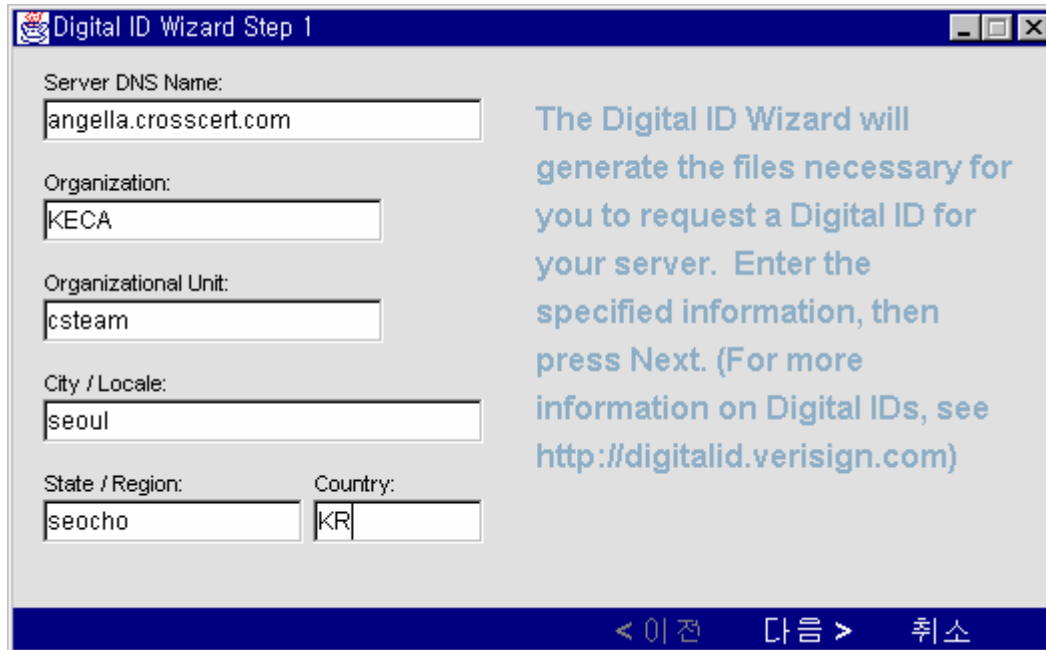 Digital ID Wizard Step 1
Server DNS Name:
angella.crosscert.com
Organization:
KECA
Organizational Unit:
csteam
City / Locale:
seoul
State / Region:
seocho
Country:
KR
The Digital ID Wizard will
generate the files necessary for
you to request a Digital ID for
your server. Enter the
specified information, then
press Next. (For more
information on Digital IDs, see
http://digitalid.verisign.com)
< 이전 다음 > 취소